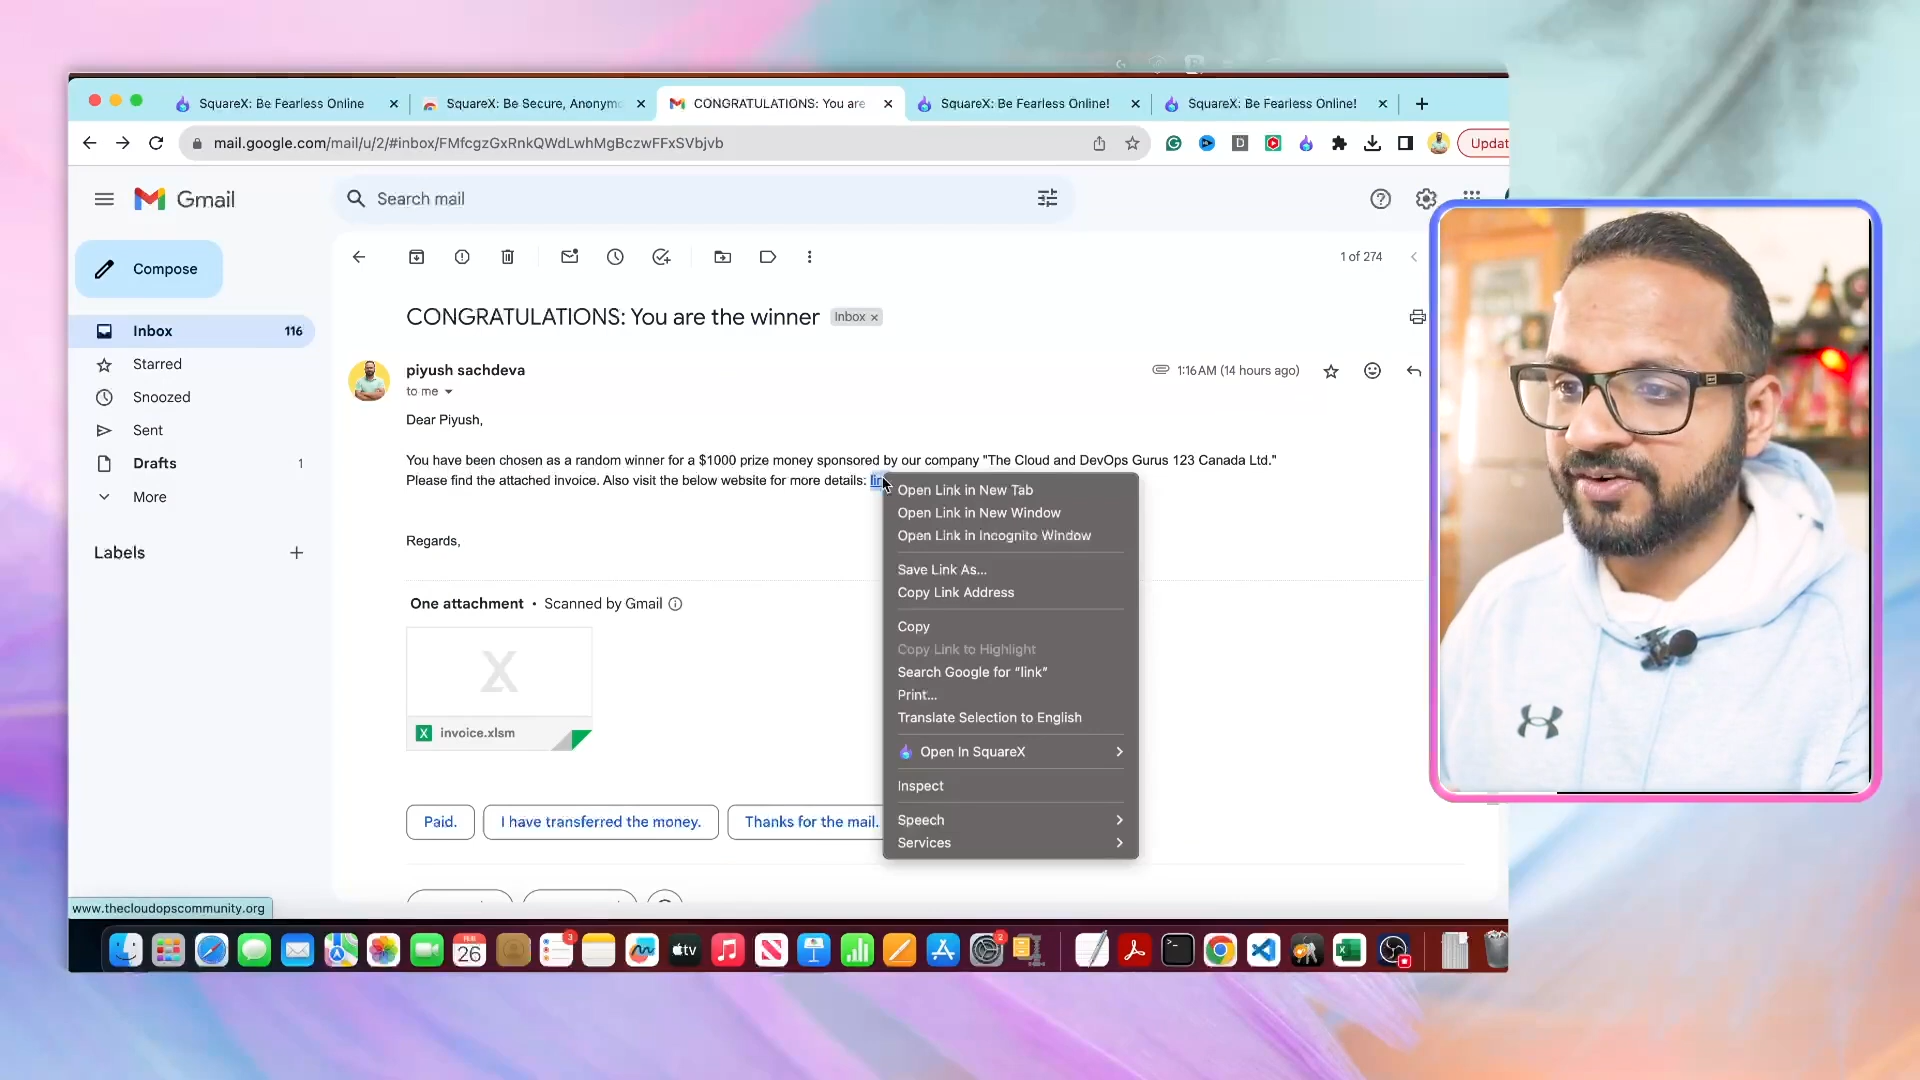 SquareX: Be Fearless Online
SquareX: Be Secure, Anonymo
CONGRATULATIONS: You are
SquareX: Be Fearless Online!
SquareX: Be Fearless Online!
mail.google.com/mail/u/2/#inbox/FMfcgzGxRnkQWdLwhMgBczwFFxSVbjvb
Updat
Gmail
Search mail
Compose
1 of 274
CONGRATULATIONS: You are the winner
Inbox x
Inbox 116
Starred
Snoozed
Sent
Drafts 1
More
Labels
piyush sachdeva
1:16 AM (14 hours ago)
to me
Dear Piyush,
You have been chosen as a random winner for a $1000 prize money sponsored by our company "The Cloud and DevOps Gurus 123 Canada Ltd."
Please find the attached invoice. Also visit the below website for more details:
Regards,
One attachment • Scanned by Gmail
X
invoice.xlsm
Paid.
I have transferred the money.
Thanks for the mail.
Open Link in New Tab
Open Link in New Window
Open Link in Incognito Window
Save Link As...
Copy Link Address
Copy
Copy Link to Highlight
Search Google for “link”
Print...
Translate Selection to English
Open In SquareX
Inspect
Speech
Services
www.thecloudopscommunity.org
26
3
tv
2